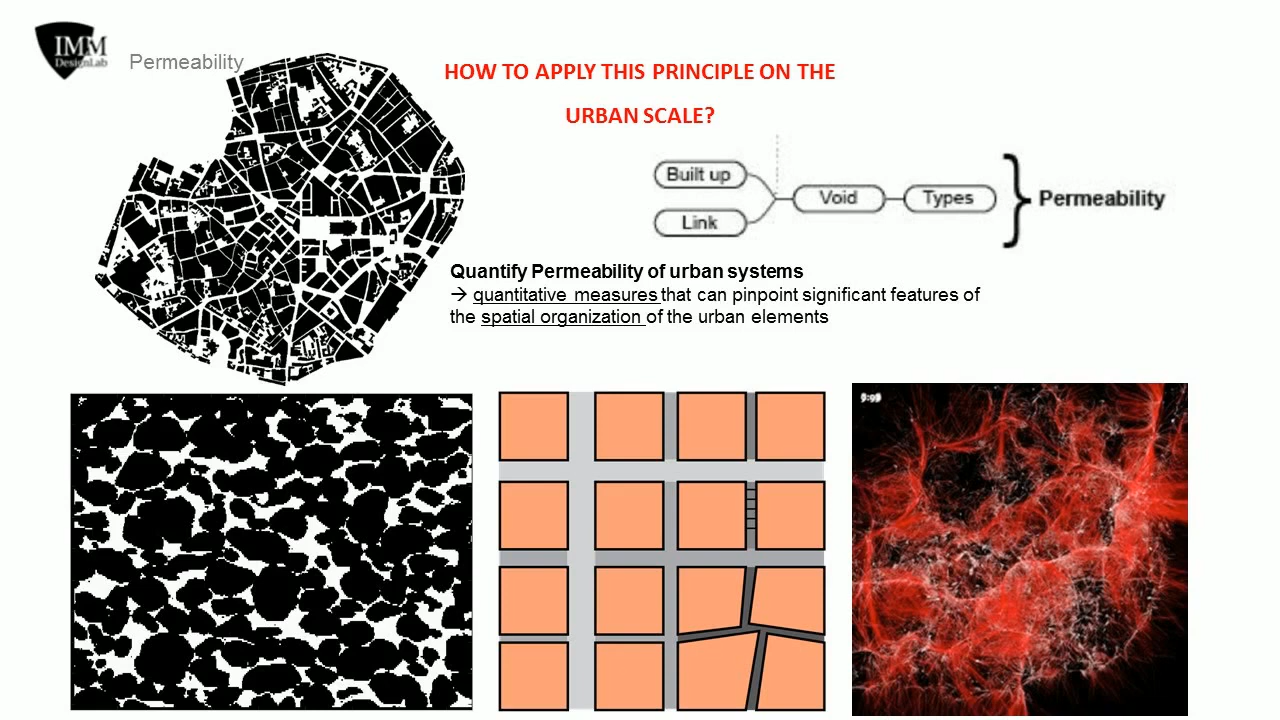 IMM
DesignLab
Permeability
HOW TO APPLY THIS PRINCIPLE ON THE
URBAN SCALE?
Built up
Link
Void
Types
Permeability
Quantify Permeability of urban systems
→ quantitative measures that can pinpoint significant features of
the spatial organization of the urban elements